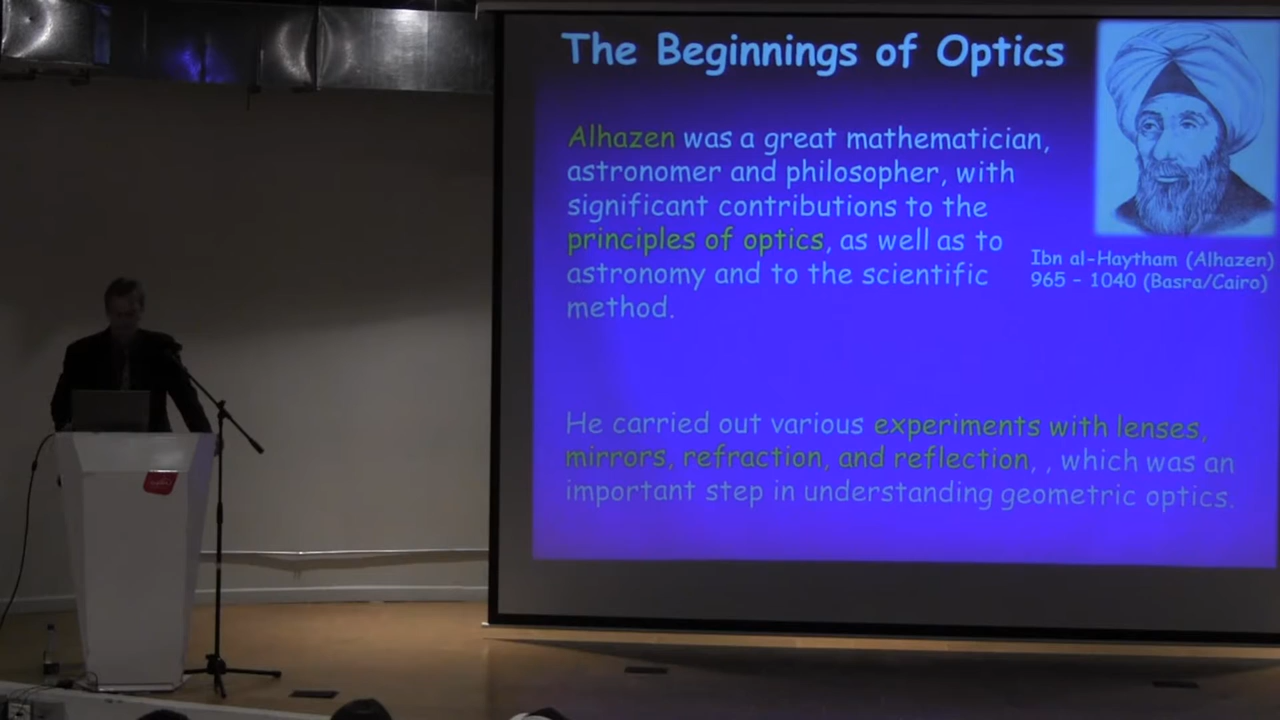 The Beginnings of Optics
Alhazen was a great mathematician,
astronomer and philosopher, with
significant contributions to the
principles of optics, as well as to
astronomy and to the scientific
method.
Ibn al-Haytham (Alhazen)
965 - 1040 (Basra/Cairo)
He carried out various experiments with lenses,
mirrors, refraction, and reflection, , which was an
important step in understanding geometric optics.